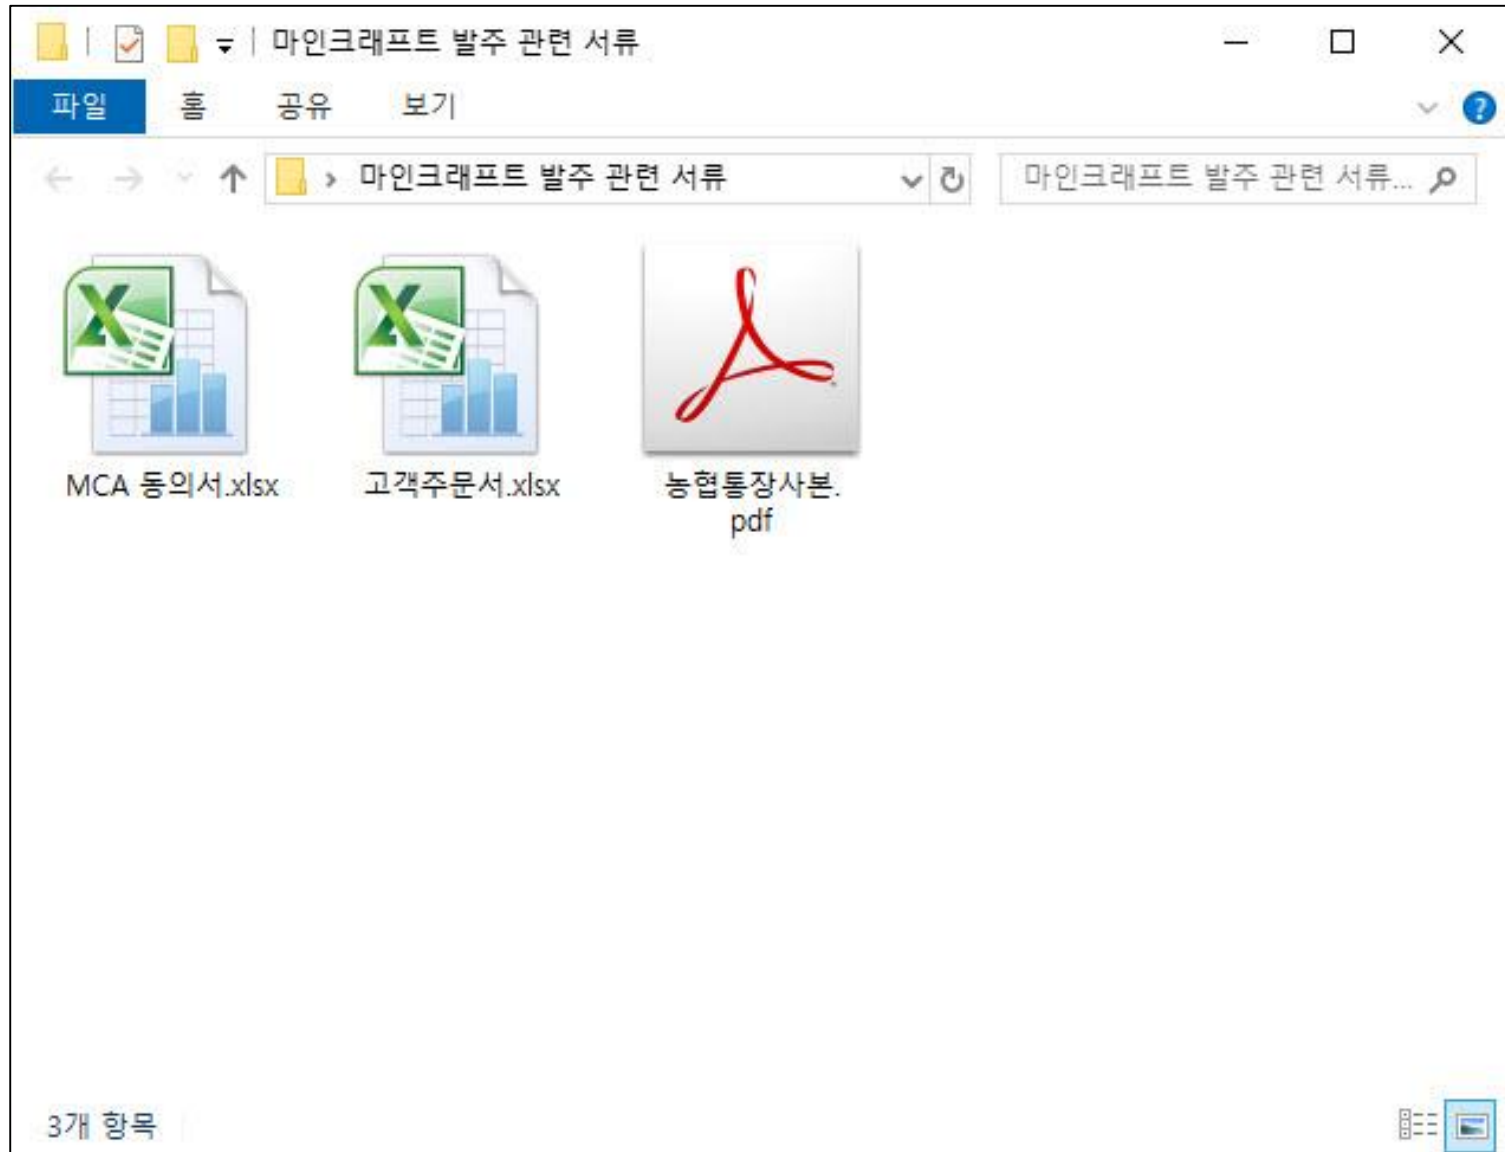 마인크래프트 발주 관련 서류
파일 홈 공유 보기
마인크래프트 발주 관련 서류
마인크래프트 발주 관련 서류...
MCA 동의서.xlsx
고객주문서.xlsx
농협통장사본.
pdf
3개 항목